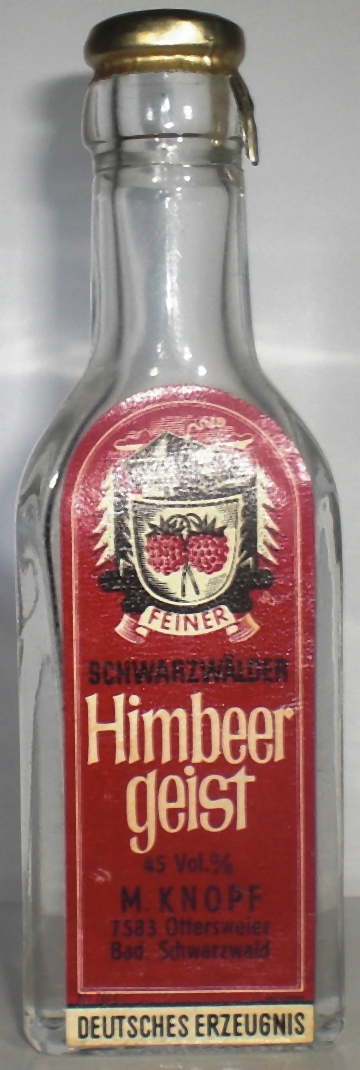 FEINER
SCHWARZWÄLDER
Himbeer
geist
45 Vol.%
M. KNOPF
7583 Ottersweier
Bad. Schwarzwald
DEUTSCHES ERZEUGNIS